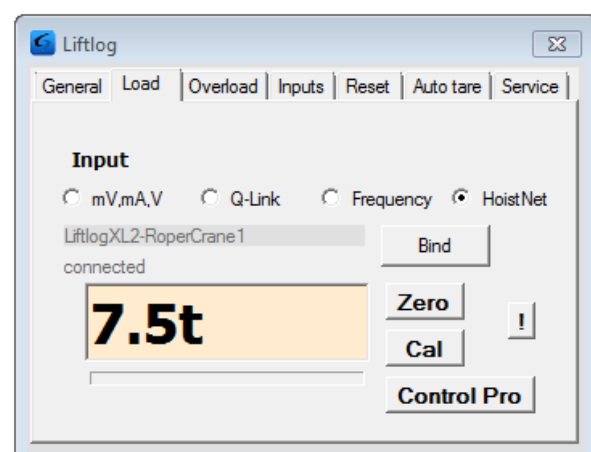 Liftlog
General Load Overload Inputs Reset Auto tare Service
Input
mV,mA,V Q-Link Frequency HoistNet
LiftlogXL2-RoperCrane1 Bind
connected
7.5t Zero !
Cal
Control Pro